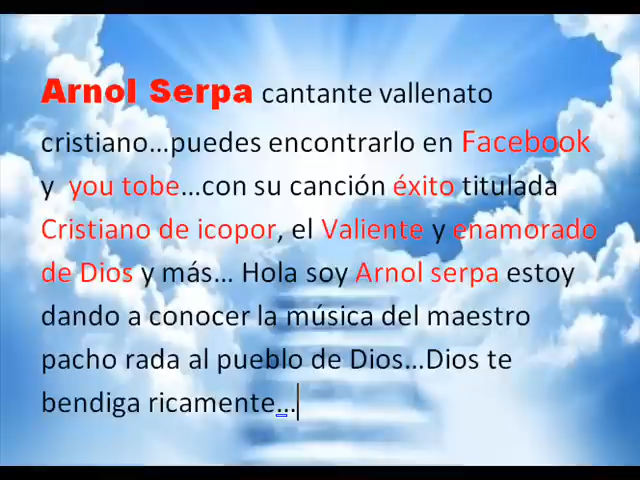 Arnol Serpa cantante vallenato
cristiano...puedes encontrarlo en Facebook
y you tobe...con su canción éxito titulada
Cristiano de icopor, el Valiente y enamorado
de Dios y más... Hola soy Arnol serpa estoy
dando a conocer la música del maestro
pacho rada al pueblo de Dios...Dios te
bendiga ricamente...